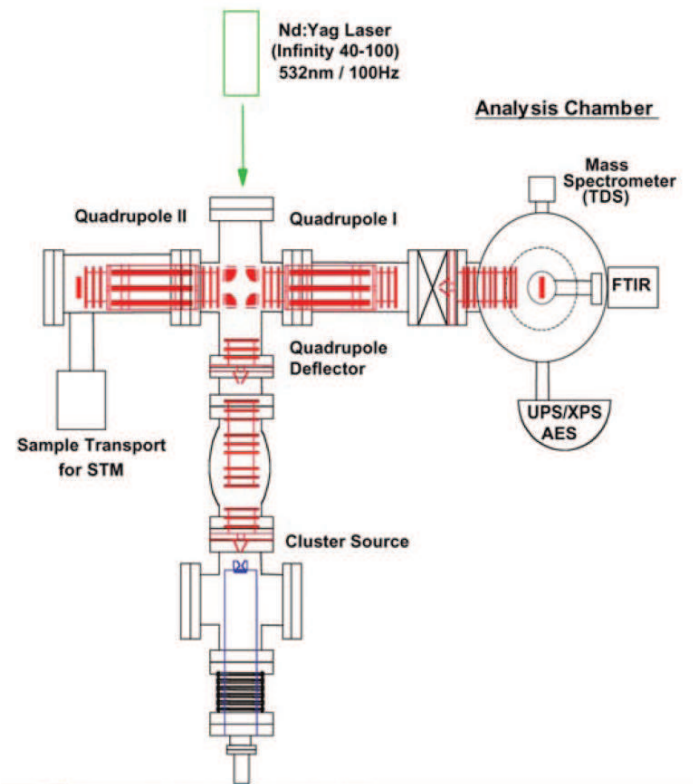 Nd:Yag Laser
(Infinity 40-100)
532nm / 100Hz
Analysis Chamber
Mass
Spectrometer
(TDS)
Quadrupole II
Quadrupole I
FTIR
Quadrupole
Deflector
UPS/XPS
AES
Sample Transport
for STM
Cluster Source